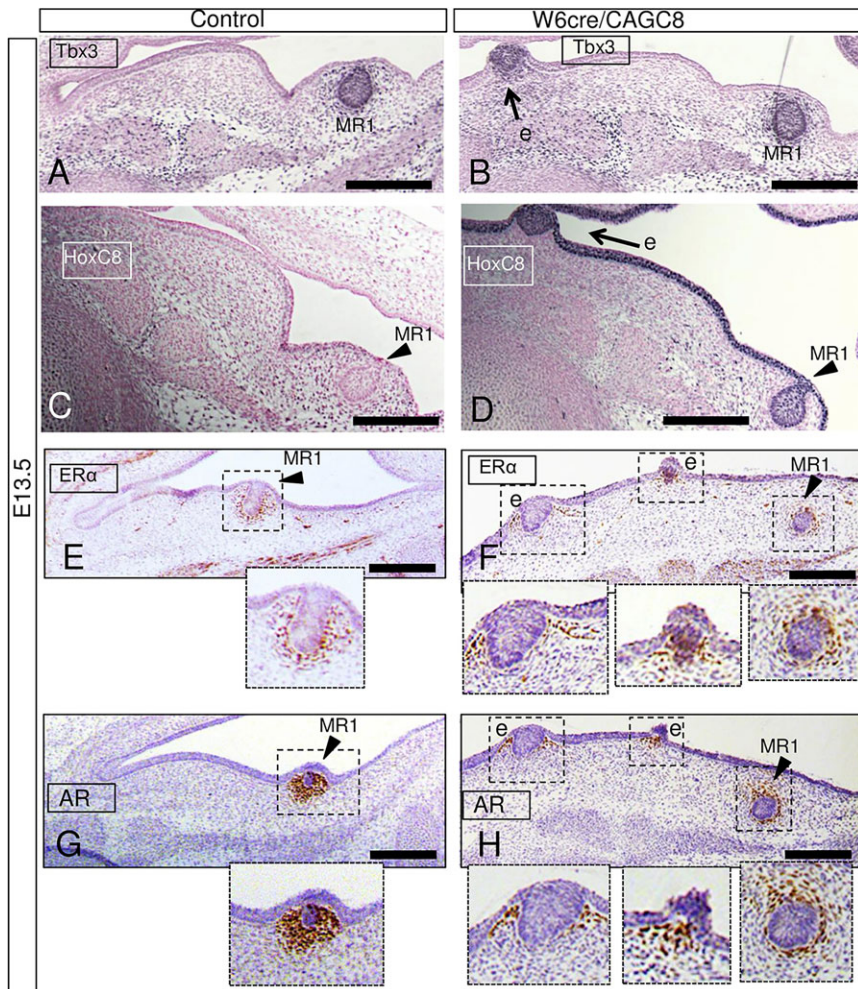 Control
W6cre/CAGC8
E13.5
Tbx3
MR1
A
Tbx3
e
MR1
B
HoxC8
MR1
C
e
HoxC8
MR1
D
ERα
MR1
E
ERα
e
e
MR1
F
MR1
AR
G
e
e
MR1
AR
H